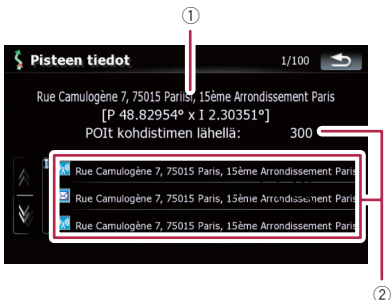 ①
Pisteen tiedot 1/100
Rue Camulogène 7, 75015 Pariisi, 15ème Arrondissement Paris
[P 48.82954° x I 2.30351°]
POIt kohdistimen lähellä: 300
Rue Camulogène 7, 75015 Paris, 15ème Arrondissement Paris
Rue Camulogène 7, 75015 Paris, 15ème Arrondissement Paris
Rue Camulogène 7, 75015 Paris, 15ème Arrondissement Paris
②